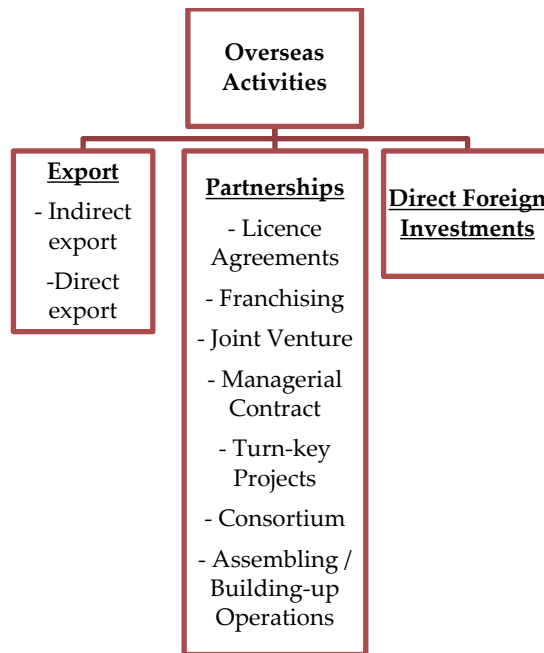 Overseas
Activities
Export
- Indirect
export
-Direct
export
Partnerships
- Licence
Agreements
- Franchising
- Joint Venture
- Managerial
Contract
- Turn-key
Projects
- Consortium
- Assembling /
Building-up
Operations
Direct Foreign
Investments